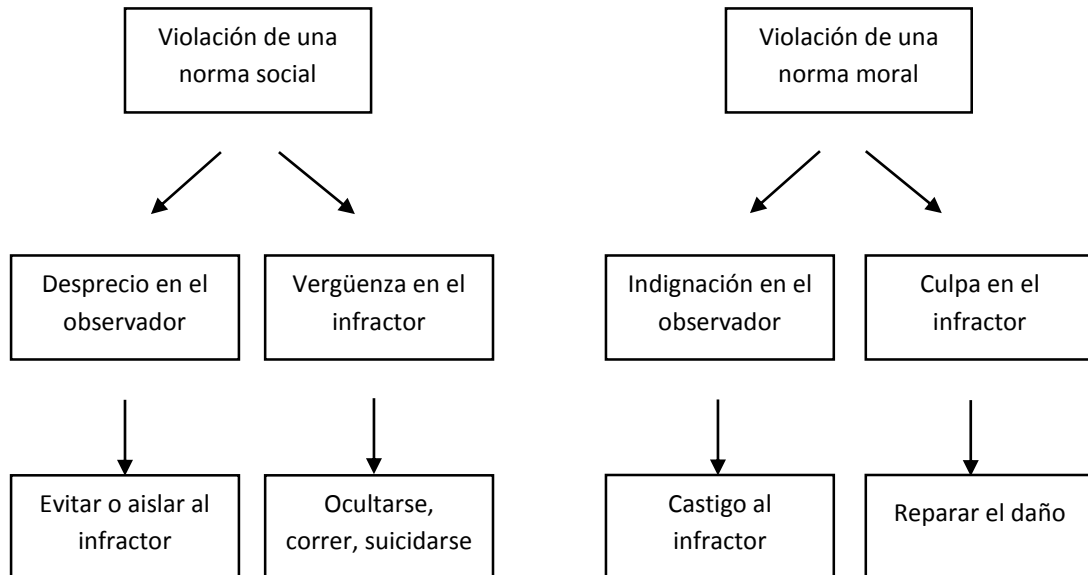 Violación de una
norma social
Violación de una
norma moral
Desprecio en el
observador
Vergüenza en el
infractor
Indignación en el
observador
Culpa en el
infractor
Evitar o aislar al
infractor
Ocultarse,
correr, suicidarse
Castigo al
infractor
Reparar el daño